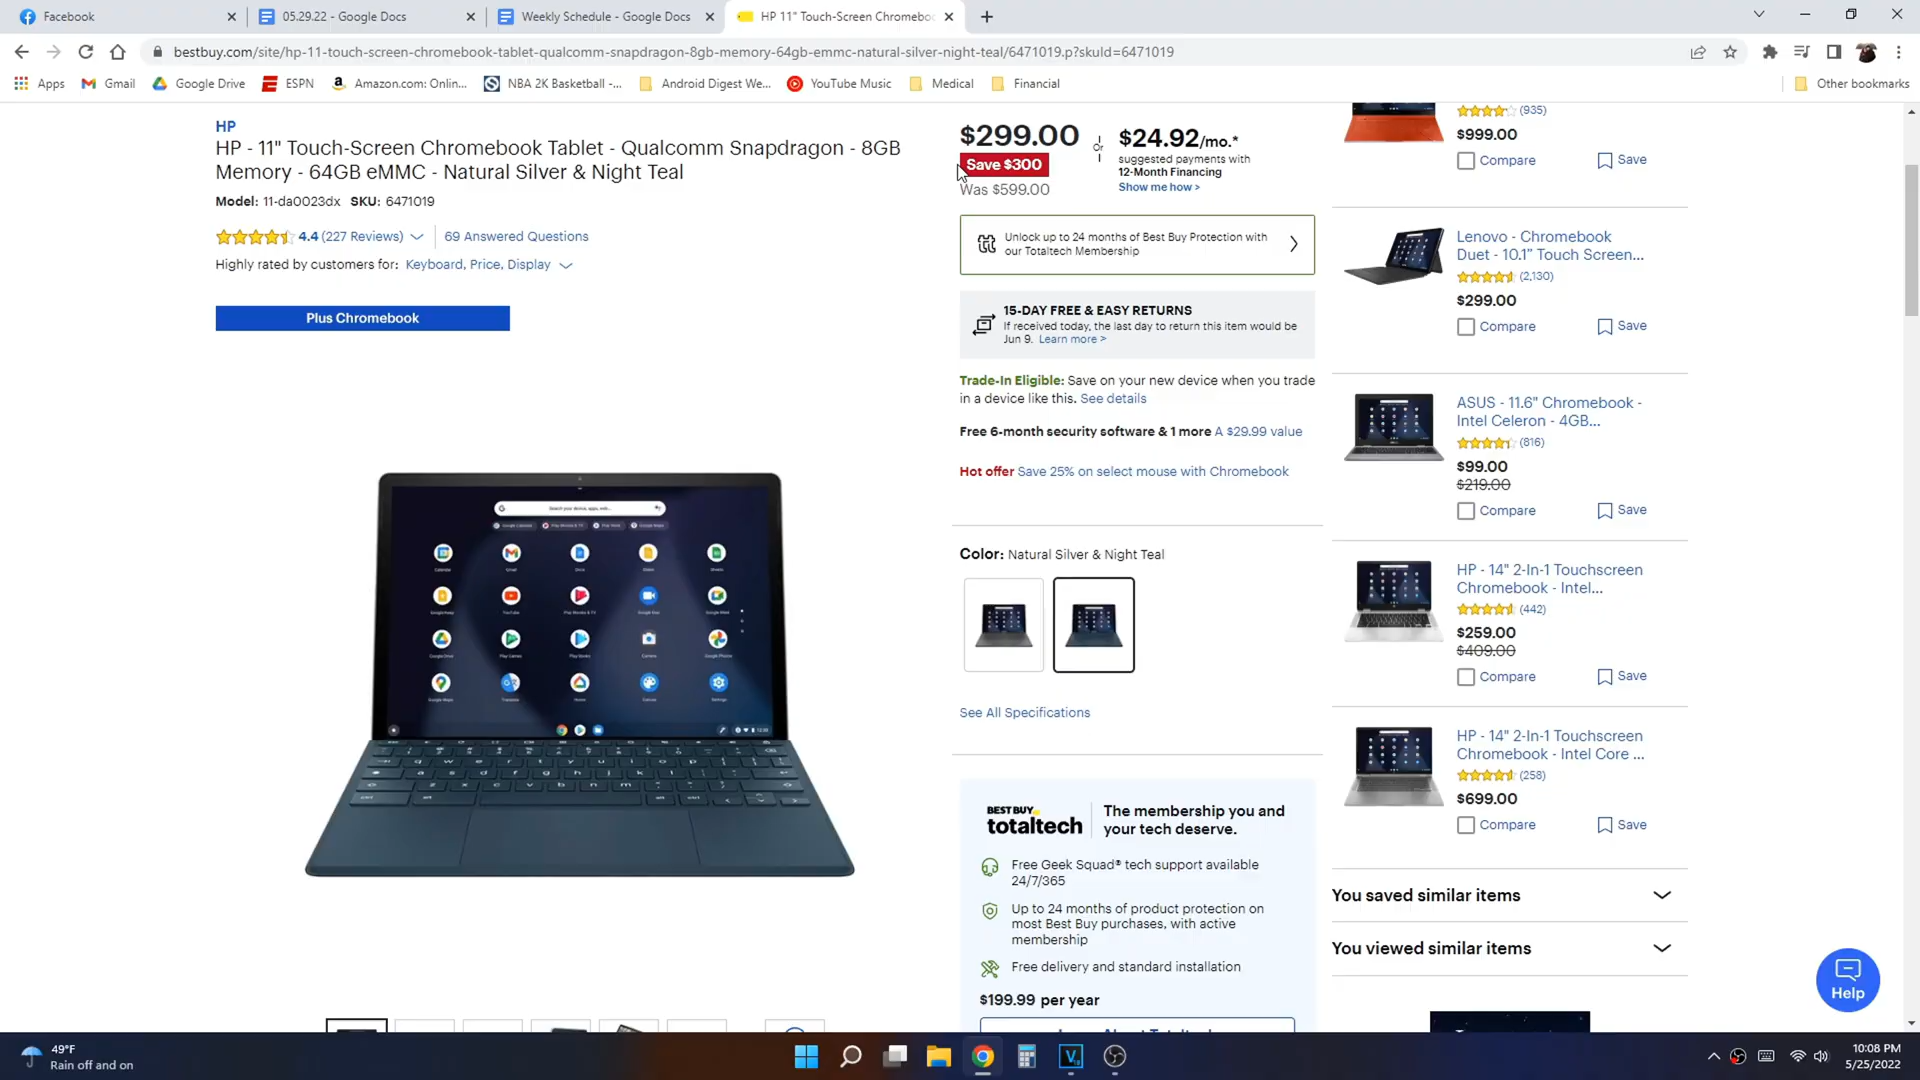 Facebook
05.29.22 - Google Docs
Weekly Schedule - Google Docs
HP 11" Touch-Screen Chromeboo
bestbuy.com/site/hp-11-touch-screen-chromebook-tablet-qualcomm-snapdragon-8gb-memory-64gb-emmc-natural-silver-night-teal/6471019.p?skuId=6471019
Apps
Gmail
Google Drive
ESPN
Amazon.com: Onlin...
NBA 2K Basketball -...
Android Digest We...
YouTube Music
Medical
Financial
Other bookmarks
HP
HP - 11" Touch-Screen Chromebook Tablet - Qualcomm Snapdragon - 8GB
Memory - 64GB eMMC - Natural Silver & Night Teal
Model: 11-da0023dx SKU: 6471019
4.4 (227 Reviews)
69 Answered Questions
Highly rated by customers for: Keyboard, Price, Display
Plus Chromebook
$299.00
Save $300
Was $599.00
or
$24.92/mo.*
suggested payments with
12-Month Financing
Show me how >
Unlock up to 24 months of Best Buy Protection with
our Totaltech Membership
15-DAY FREE & EASY RETURNS
If received today, the last day to return this item would be
Jun 9. Learn more >
Trade-In Eligible: Save on your new device when you trade
in a device like this. See details
Free 6-month security software & 1 more A $29.99 value
Hot offer Save 25% on select mouse with Chromebook
Color: Natural Silver & Night Teal
See All Specifications
BEST BUY
totaltech
The membership you and
your tech deserve.
Free Geek Squad® tech support available
24/7/365
Up to 24 months of product protection on
most Best Buy purchases, with active
membership
Free delivery and standard installation
$199.99 per year
(935)
$999.00
Compare
Save
Lenovo - Chromebook
Duet - 10.1" Touch Screen...
(2,130)
$299.00
Compare
Save
ASUS - 11.6" Chromebook -
Intel Celeron - 4GB...
(816)
$99.00
$219.00
Compare
Save
HP - 14" 2-In-1 Touchscreen
Chromebook - Intel...
(442)
$259.00
$409.00
Compare
Save
HP - 14" 2-In-1 Touchscreen
Chromebook - Intel Core ...
(258)
$699.00
Compare
Save
You saved similar items
You viewed similar items
Help
49°F
Rain off and on
10:08 PM
5/25/2022